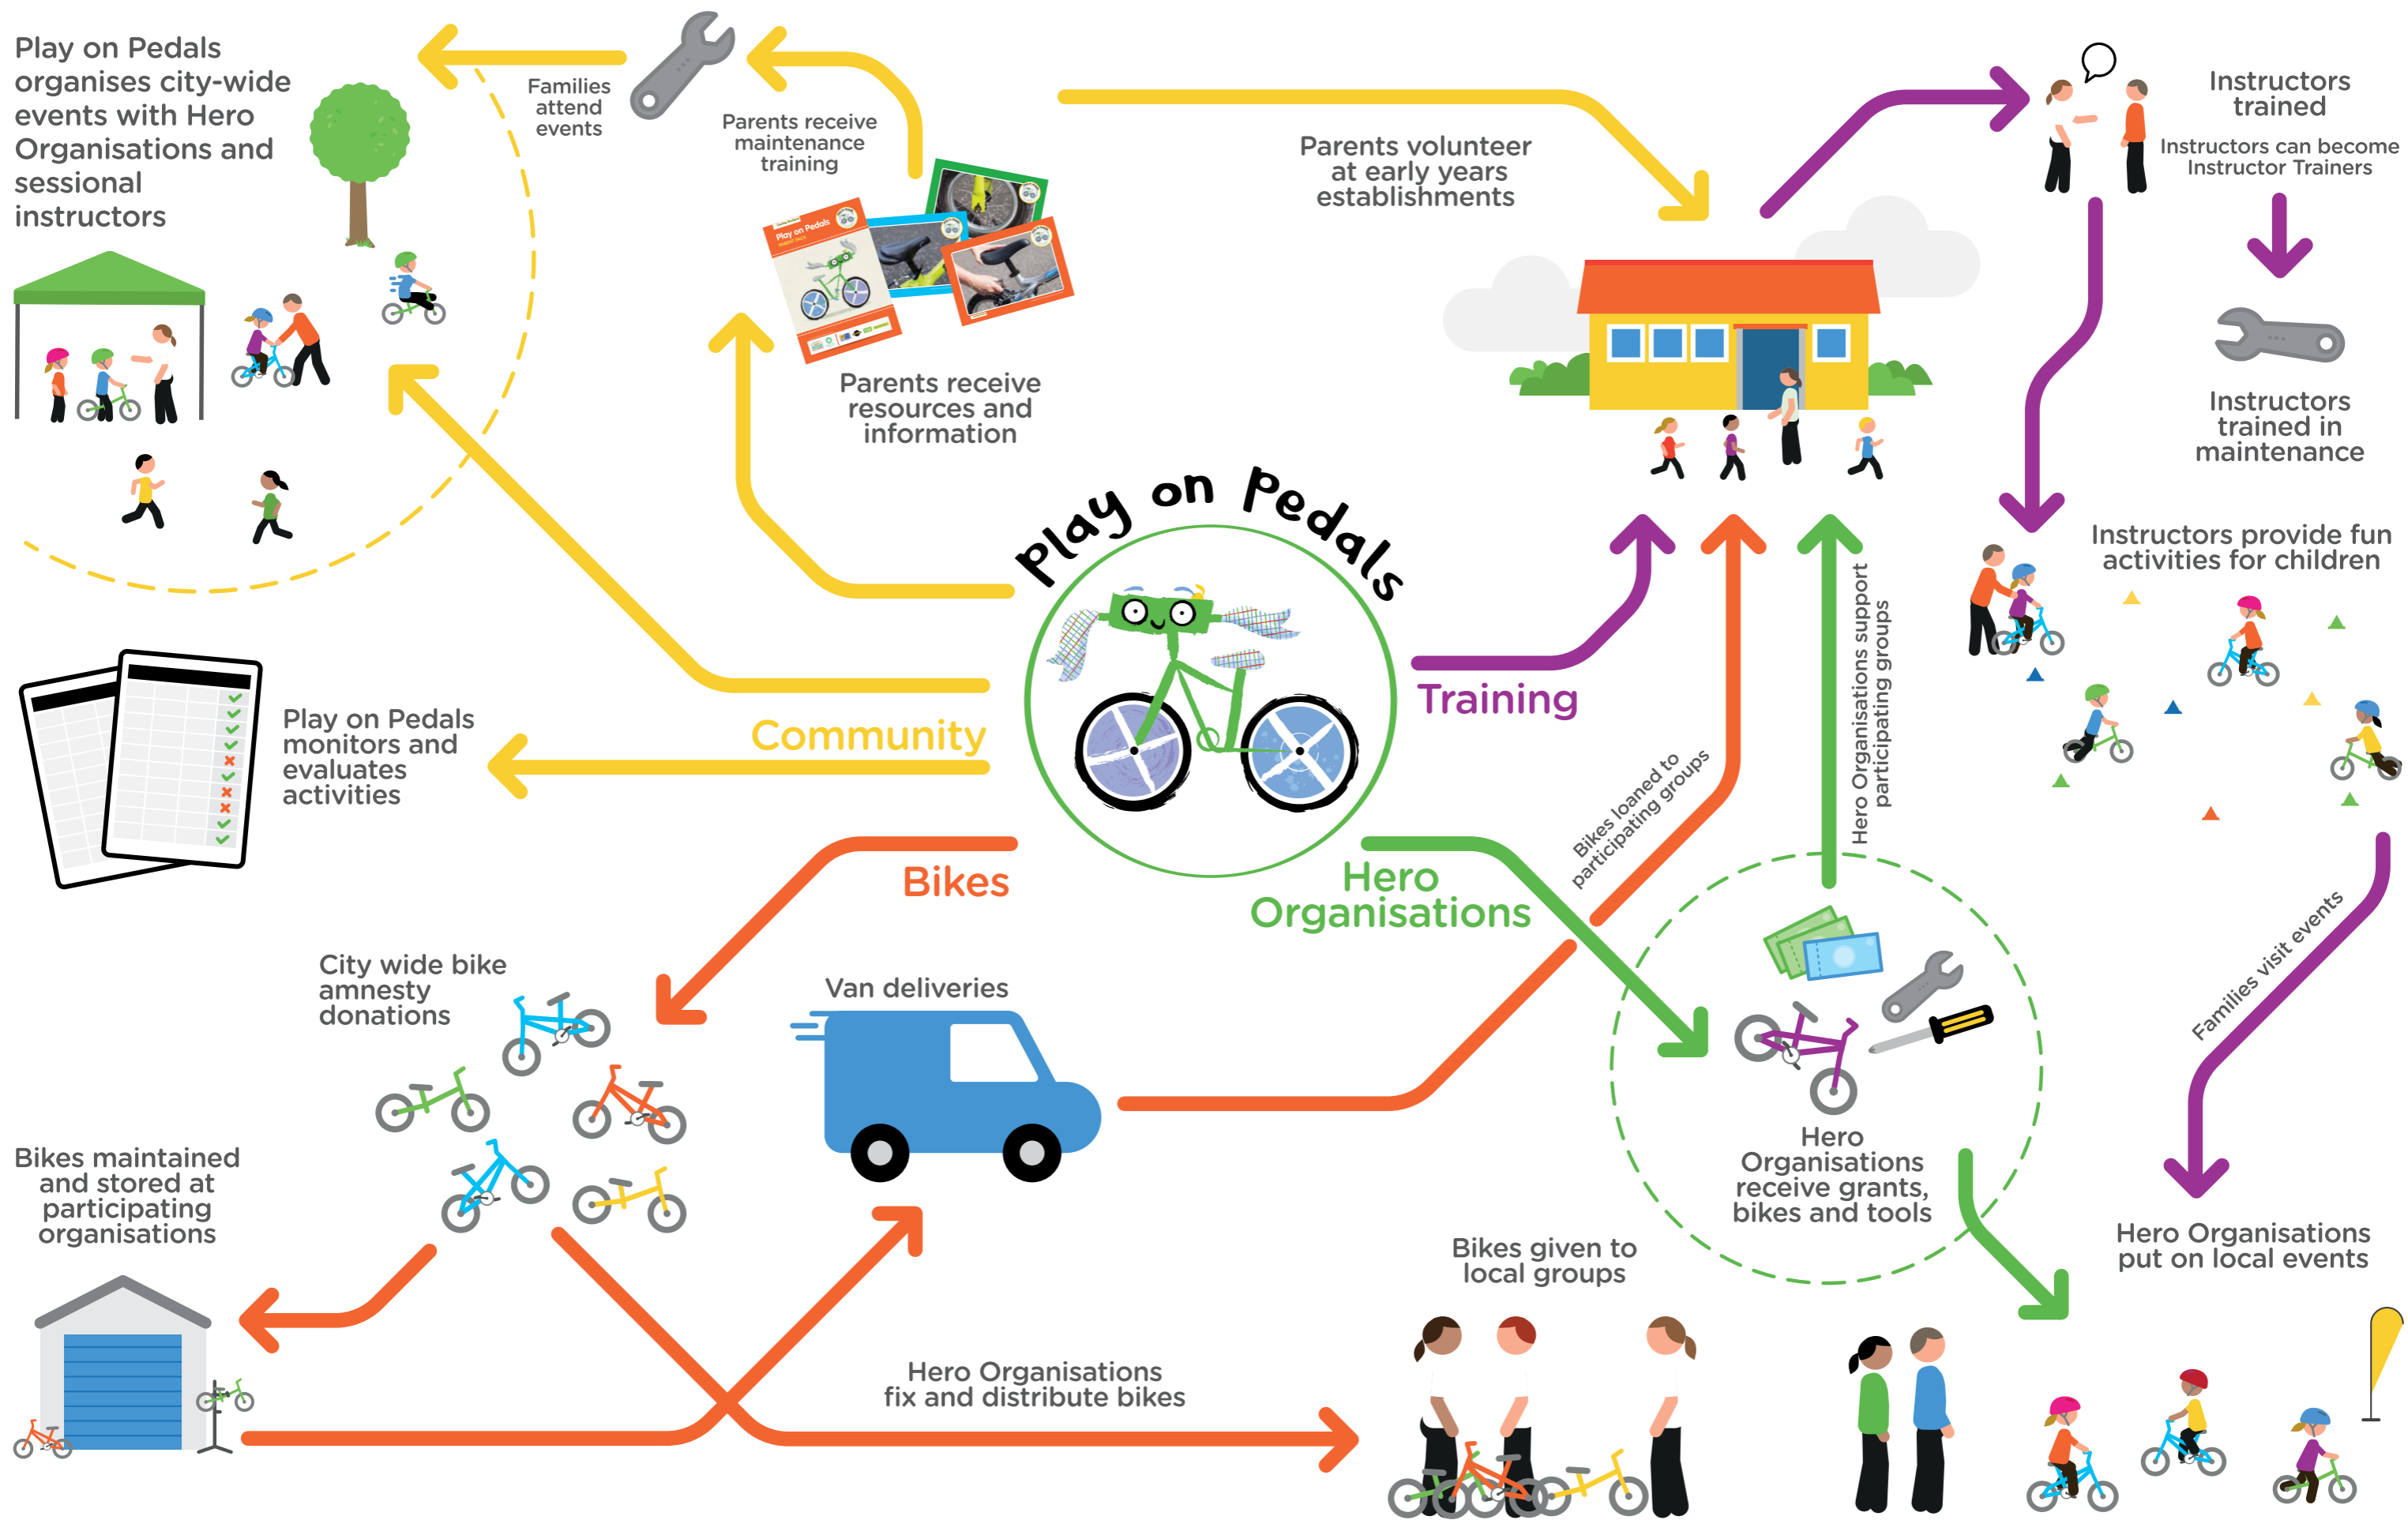 Play on Pedals
organises city-wide
events with Hero
Organisations and
sessional
instructors
Families
attend
events
Parents receive
maintenance
training
Play on Pedals
Parents receive
resources and
information
Parents volunteer
at early years
establishments
Instructors
trained
Instructors can become
Instructor Trainers
Instructors
trained in
maintenance
Instructors provide fun
activities for children
Play on Pedals
Training
Community
Play on Pedals
monitors and
evaluates
activities
Bikes
Hero
Organisations
Bikes loaned to
participating groups
Hero Organisations support
participating groups
Families visit events
City wide bike
amnesty
donations
Van deliveries
Bikes maintained
and stored at
participating
organisations
Hero
Organisations
receive grants,
bikes and tools
Hero Organisations
put on local events
Bikes given to
local groups
Hero Organisations
fix and distribute bikes